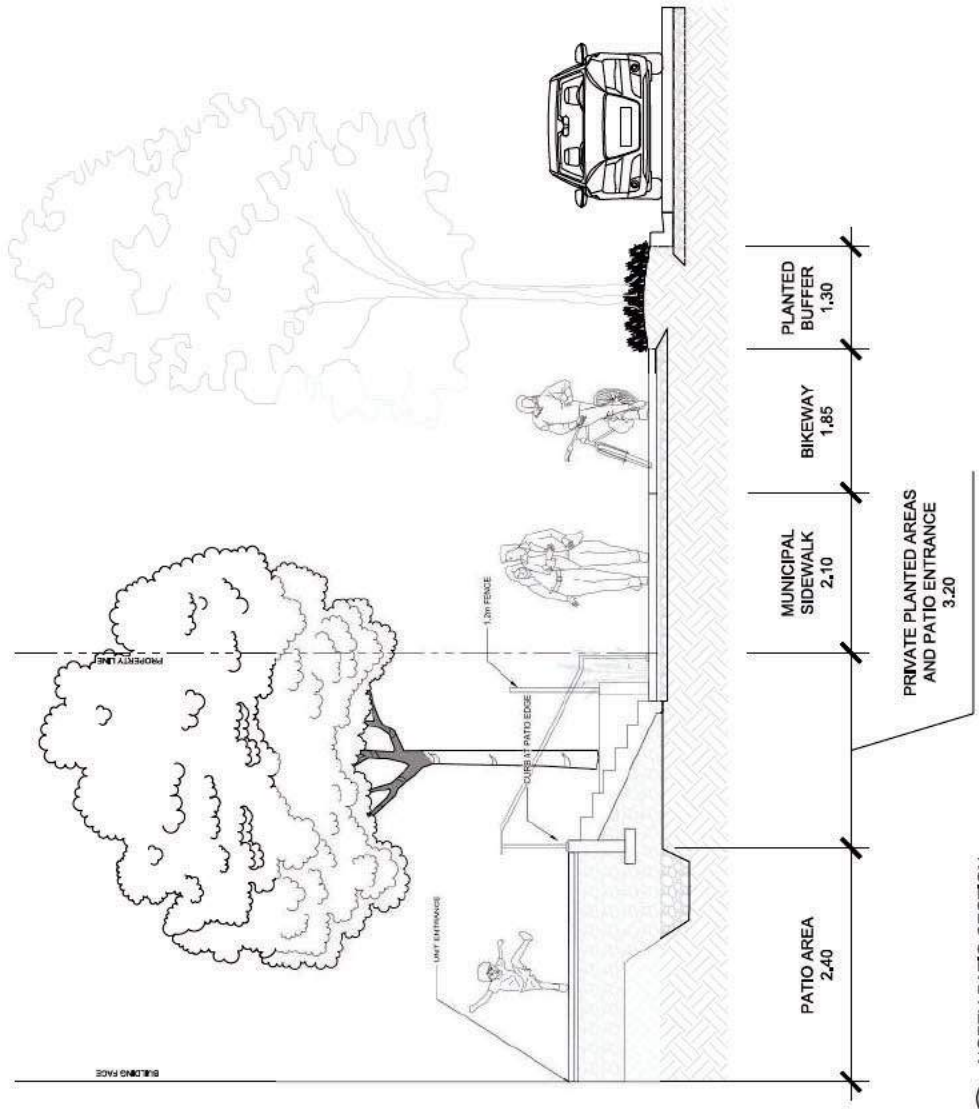 BUILDING FACE
UNIT ENTRANCE
CURB AT PATIO EDGE
1.2m FENCE
PROPERTY LINE
PATIO AREA
2.40
PRIVATE PLANTED AREAS
AND PATIO ENTRANCE
3.20
MUNICIPAL
SIDEWALK
2.10
BIKEWAY
1.85
PLANTED
BUFFER
1.30